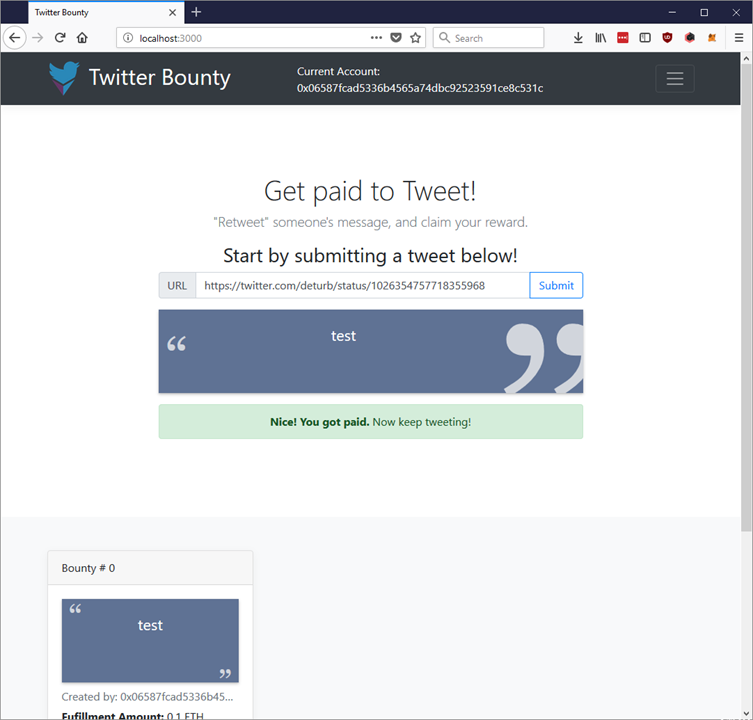 Twitter Bounty
localhost:3000
Search
Twitter Bounty
Current Account:
0x06587fcad5336b4565a74dbc92523591ce8c531c
Get paid to Tweet!
"Retweet" someone's message, and claim your reward.
Start by submitting a tweet below!
URL https://twitter.com/deturb/status/1026354757718355968 Submit
“ test ”
Nice! You got paid. Now keep tweeting!
Bounty # 0
“
test
”
Created by: 0x06587fcad5336b45...
Fufillment Amount: 0.1 ETH